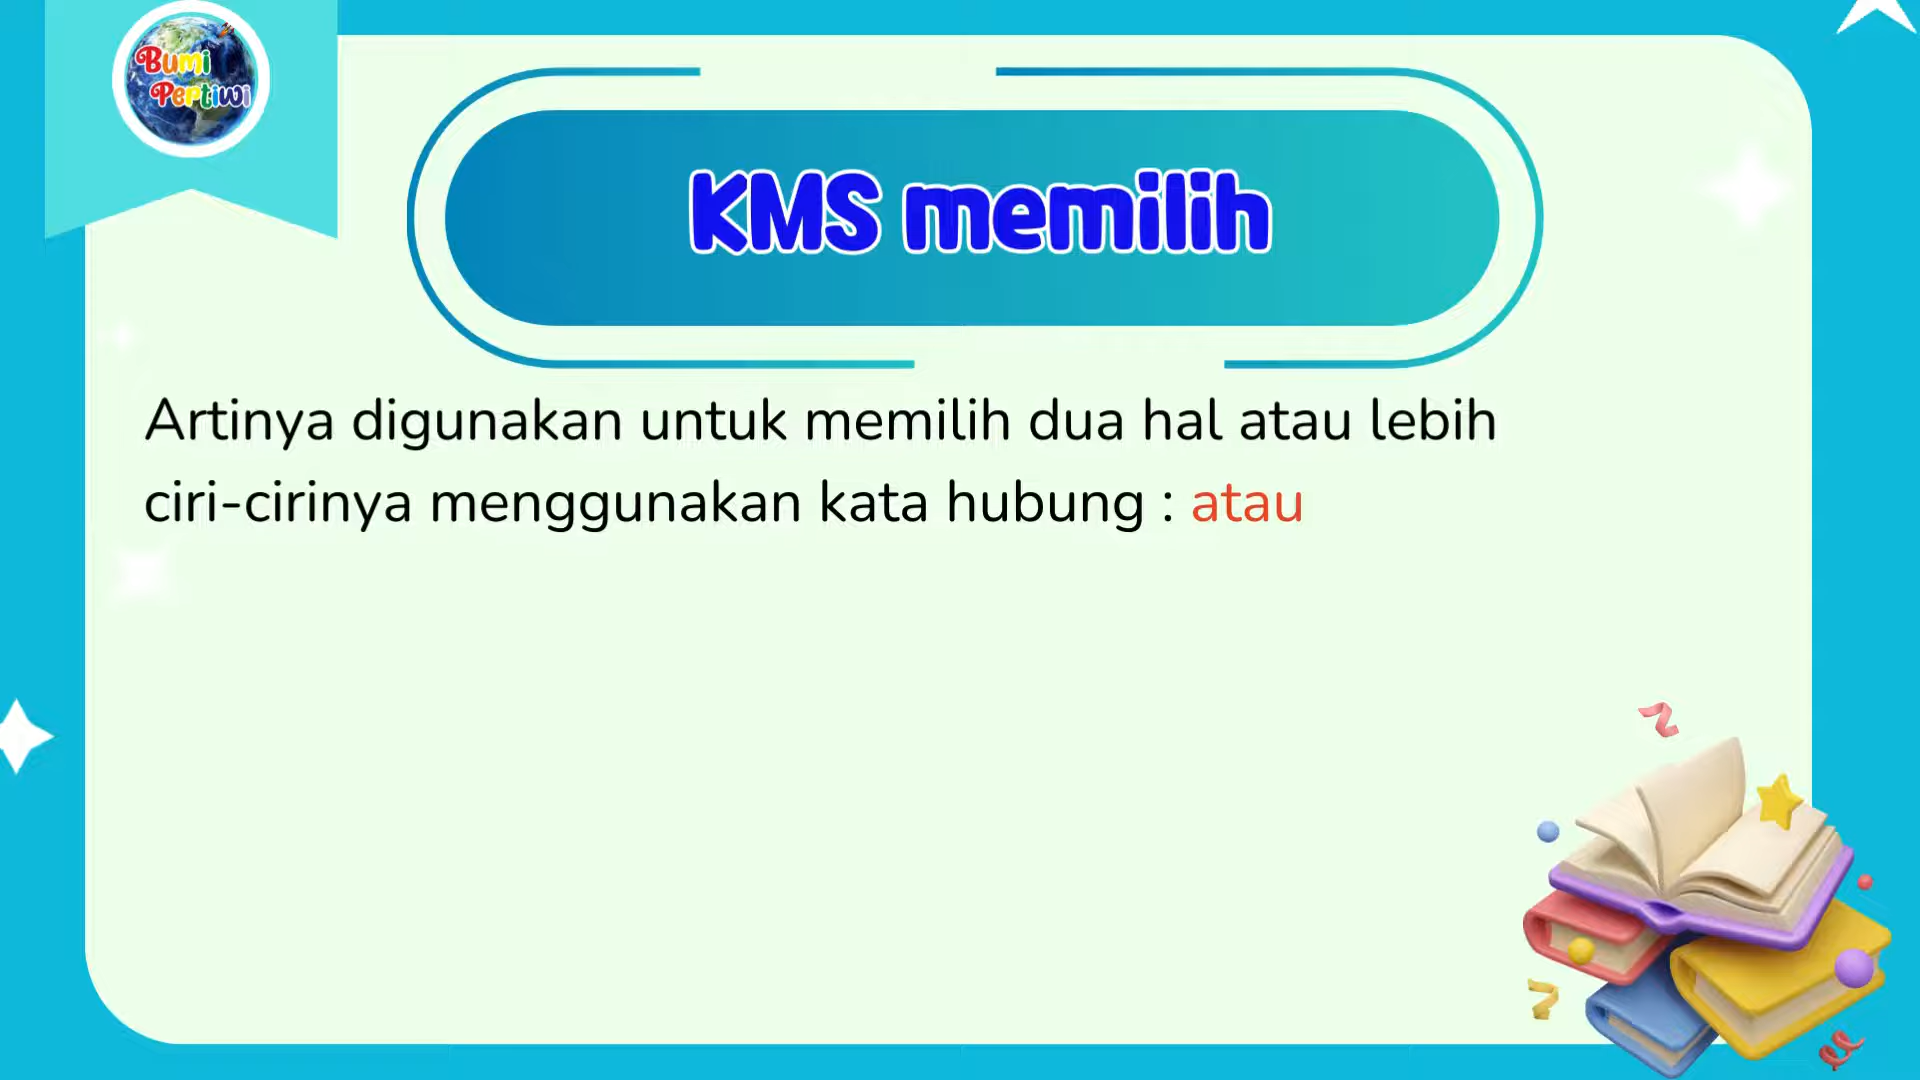 Bumi
Pertiwi
KMS memilih
Artinya digunakan untuk memilih dua hal atau lebih
ciri-cirinya menggunakan kata hubung : atau